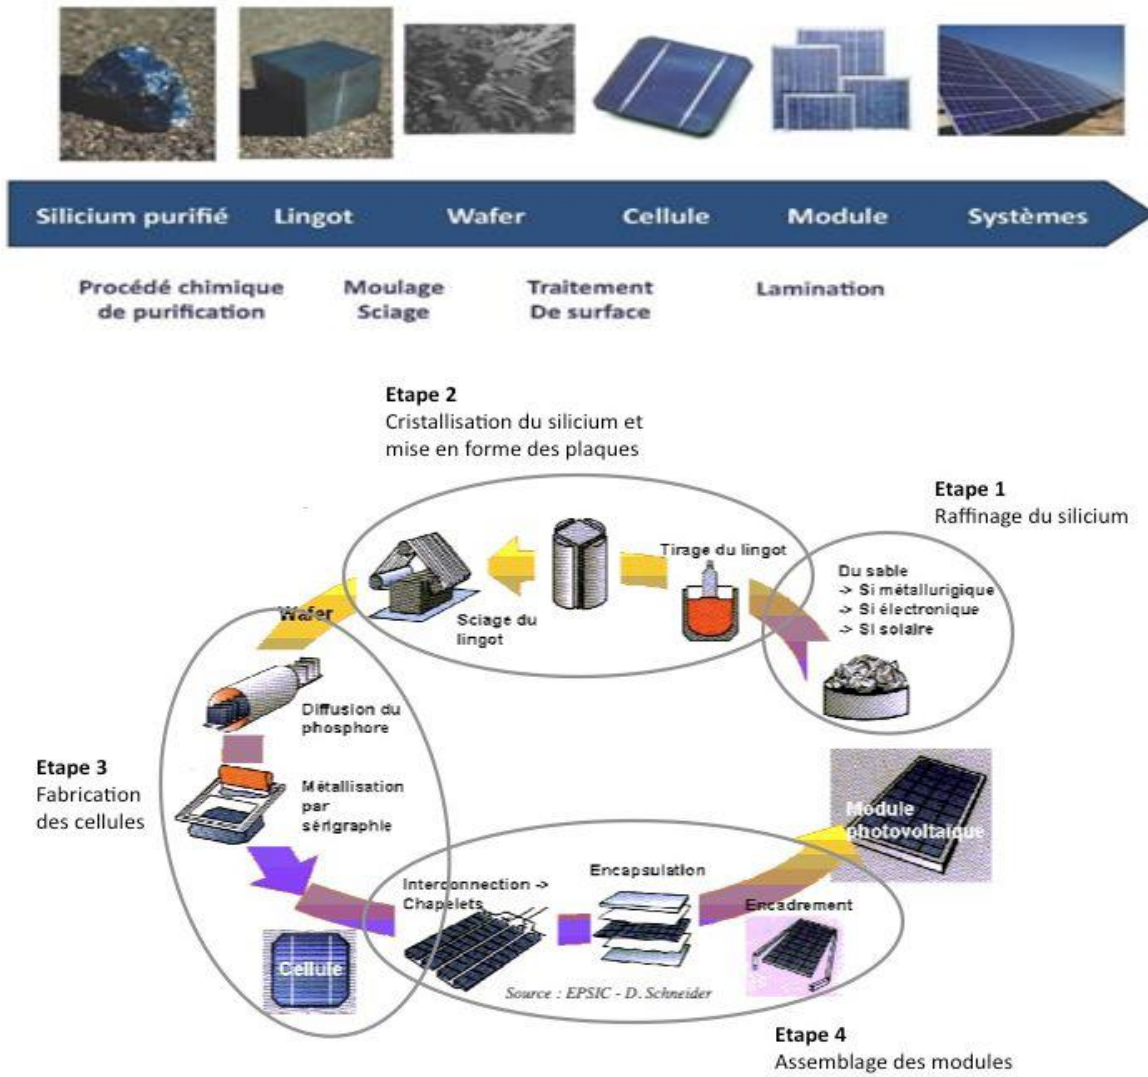 Silicium purifié
Lingot
Wafer
Cellule
Module
Systèmes
Procédé chimique
de purification
Moulage
Sciage
Traitement
De surface
Lamination
Etape 2
Cristallisation du silicium et
mise en forme des plaques
Etape 1
Raffinage du silicium
Tirage du lingot
Du sable
-> Si métallurigique
-> Si électronique
-> Si solaire
Sciage du
lingot
Wafer
Diffusion du
phosphore
Etape 3
Fabrication
des cellules
Métallisation
par
sérigraphie
Module
photovoltaïque
Interconnection ->
Chapelets
Encapsulation
Encadrement
Cellule
Source : EPSIC - D. Schneider
Etape 4
Assemblage des modules